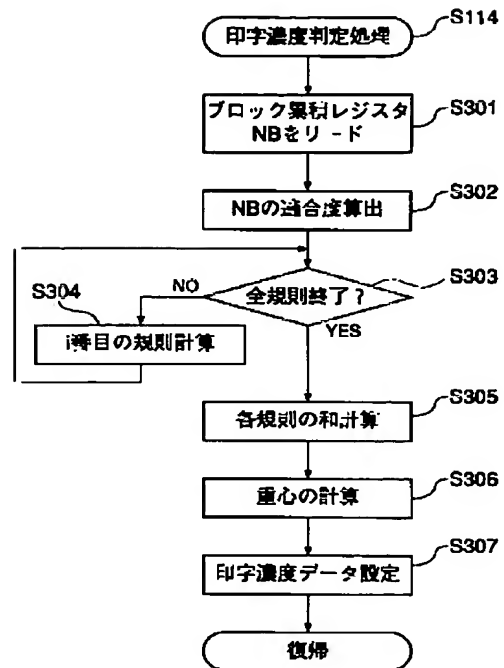 印字濃度判定処理
S114
ブロック累積レジスタ
NBをリード
S301
NBの適合度算出
S302
全規則終了?
S303
NO
YES
S304
i番目の規則計算
各規則の和計算
S305
重心の計算
S306
印字濃度データ設定
S307
復帰